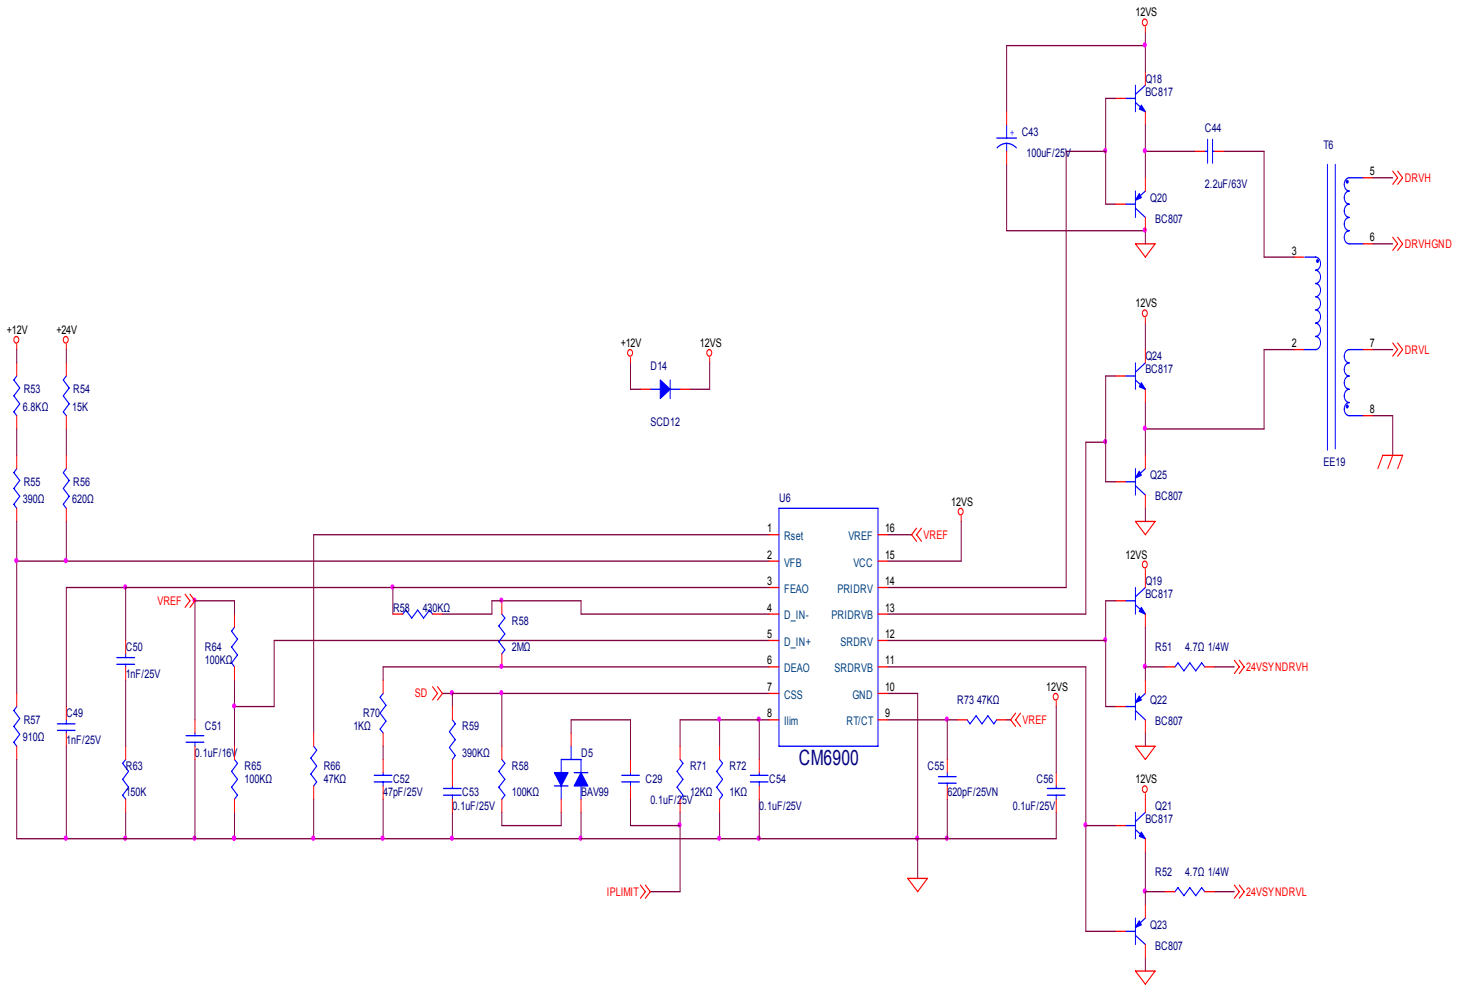 12VS
Q18
BC817
C43
+
100uF/25V
C44
2.2uF/63V
Q20
BC807
T6
5
DRVH
6
DRVHGND
3
2
7
DRVL
8
EE19
12VS
Q24
BC817
Q25
BC807
+12V
+24V
R53
6.8KΩ
R54
15K
R55
390Ω
R56
620Ω
+12V
12VS
D14
SCD12
U6
1
Rset
VREF
16
VREF
2
VFB
VCC
15
12VS
3
FEAO
PRIDRV
14
4
D_IN-
PRIDRVB
13
5
D_IN+
SRDRV
12
6
DEAO
SRDRVB
11
7
CSS
GND
10
8
Ilim
RT/CT
9
CM6900
VREF
R58
430KΩ
R58
2MΩ
R64
100KΩ
C50
1nF/25V
SD
R57
910Ω
C49
1nF/25V
C51
0.1uF/16V
R63
150K
R65
100KΩ
R66
47KΩ
R70
1KΩ
C52
47pF/25V
R59
390KΩ
C53
0.1uF/25V
R58
100KΩ
D5
BAV99
C29
0.1uF/25V
R71
12KΩ
R72
1KΩ
C54
0.1uF/25V
IPLIMIT
R73 47KΩ
VREF
12VS
C55
620pF/25VN
C56
0.1uF/25V
12VS
Q19
BC817
R51
4.7Ω 1/4W
24VSYNDRVH
Q22
BC807
12VS
Q21
BC817
R52
4.7Ω 1/4W
24VSYNDRVL
Q23
BC807